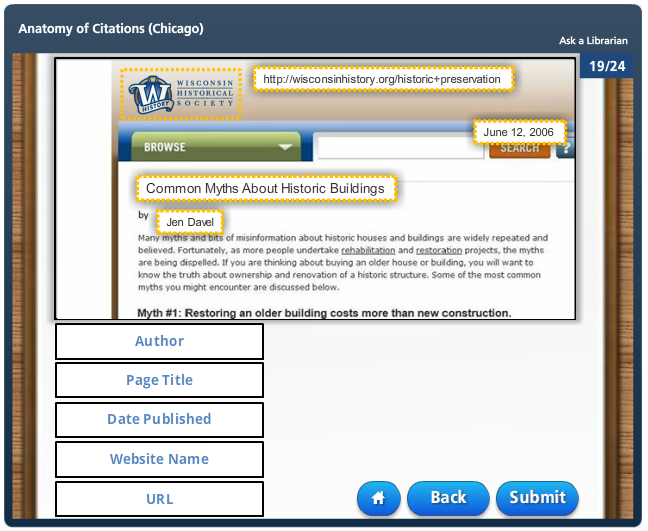 Anatomy of Citations (Chicago)
Ask a Librarian
19/24
W
HISTORY
WISCONSIN
HISTORICAL
SOCIETY
http://wisconsinhistory.org/historic+preservation
June 12, 2006
BROWSE
SEARCH
?
Common Myths About Historic Buildings
by
Jen Davel
Many myths and bits of misinformation about historic houses and buildings are widely repeated and
believed. Fortunately, as more people undertake rehabilitation and restoration projects, the myths
are being dispelled. If you are thinking about buying an older house or building, you will want to
know the truth about ownership and renovation of a historic structure. Some of the most common
myths you might encounter are discussed below.
Myth #1: Restoring an older building costs more than new construction.
Author
Page Title
Date Published
Website Name
URL
Back
Submit